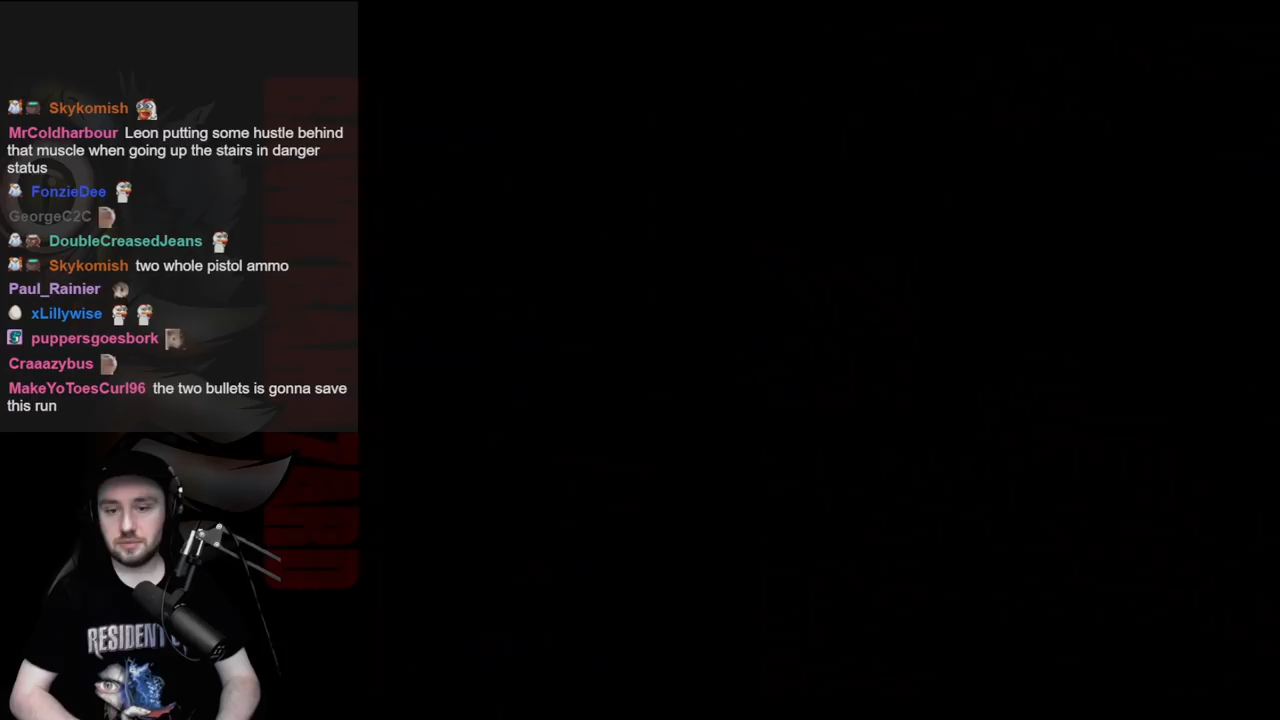 Skykomish
MrColdharbour Leon putting some hustle behind
that muscle when going up the stairs in danger
status
FonzieDee
GeorgeC2C
DoubleCreasedJeans
Skykomish two whole pistol ammo
Paul_Rainier
xLillywise
puppersgoesbork
Craaazybus
MakeYoToesCurl96 the two bullets is gonna save
this run
RESIDENT